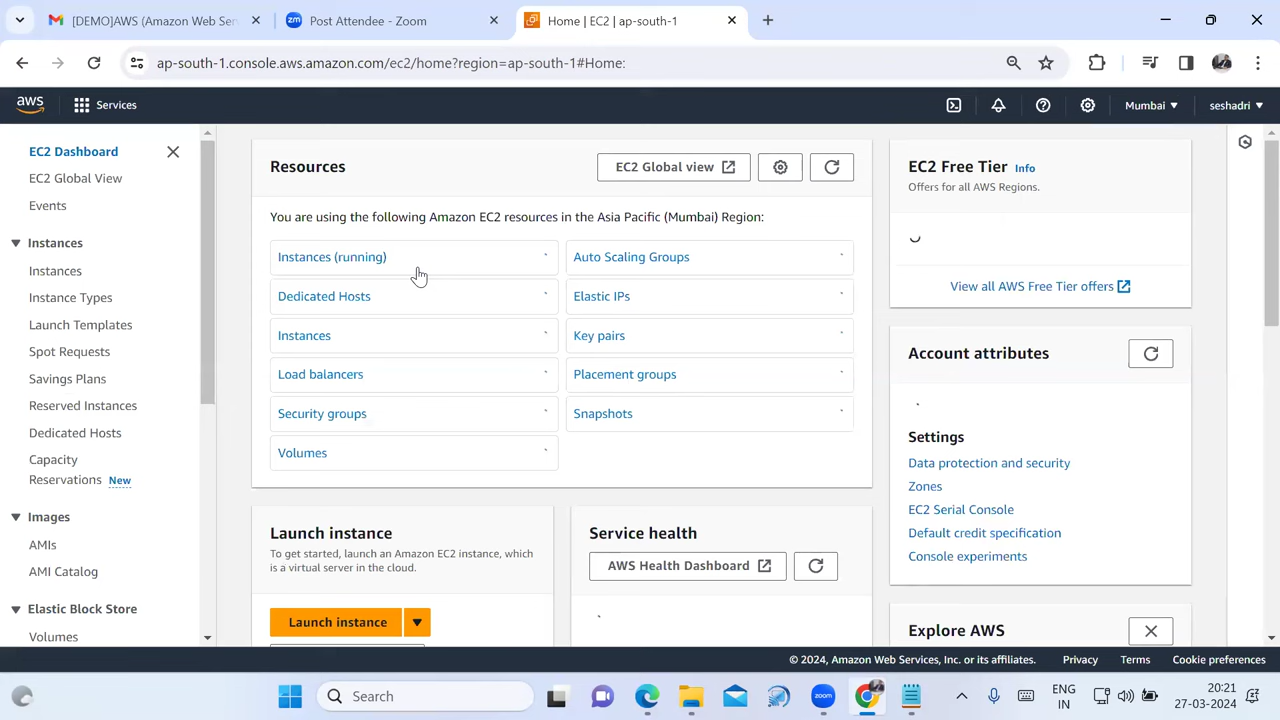 [DEMO]AWS (Amazon Web Ser
Post Attendee - Zoom
Home | EC2 | ap-south-1
ap-south-1.console.aws.amazon.com/ec2/home?region=ap-south-1#Home:
aws
Services
Mumbai
seshadri
EC2 Dashboard
EC2 Global View
Events
Instances
Instances
Instance Types
Launch Templates
Spot Requests
Savings Plans
Reserved Instances
Dedicated Hosts
Capacity
Reservations New
Images
AMIs
AMI Catalog
Elastic Block Store
Volumes
Resources
EC2 Global view
You are using the following Amazon EC2 resources in the Asia Pacific (Mumbai) Region:
Instances (running)
Auto Scaling Groups
Dedicated Hosts
Elastic IPs
Instances
Key pairs
Load balancers
Placement groups
Security groups
Snapshots
Volumes
Launch instance
To get started, launch an Amazon EC2 instance, which
is a virtual server in the cloud.
Launch instance
Service health
AWS Health Dashboard
EC2 Free Tier Info
Offers for all AWS Regions.
View all AWS Free Tier offers
Account attributes
Settings
Data protection and security
Zones
EC2 Serial Console
Default credit specification
Console experiments
Explore AWS
© 2024, Amazon Web Services, Inc. or its affiliates.
Privacy
Terms
Cookie preferences
Search
zoom
ENG
IN
20:21
27-03-2024